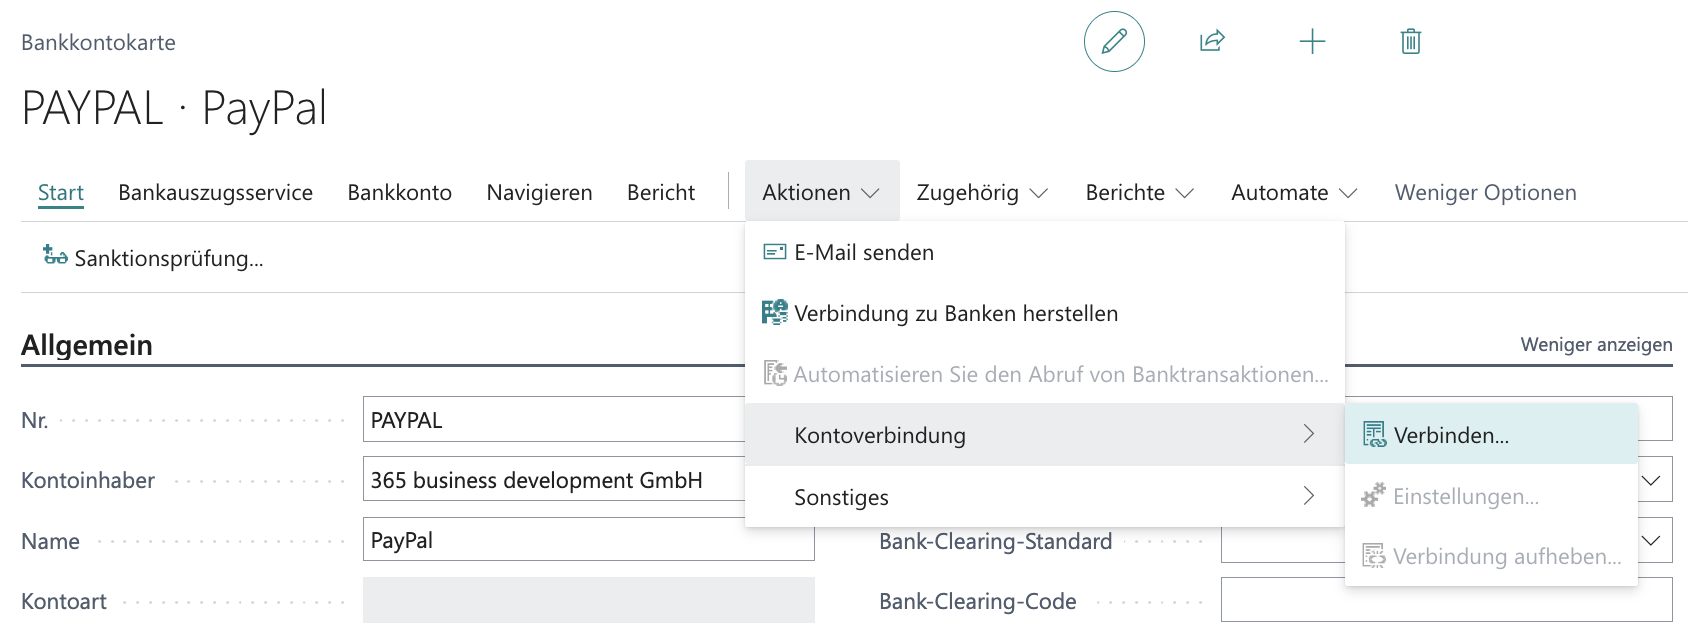 Bankkontokarte
PAYPAL · PayPal
Start Bankauszugsservice Bankkonto Navigieren Bericht Aktionen Zugehörig Berichte Automate Weniger Optionen
Sanktionsprüfung...
E-Mail senden
Verbindung zu Banken herstellen
Automatisieren Sie den Abruf von Banktransaktionen...
Kontoverbindung
Sonstiges
Verbinden...
Einstellungen...
Verbindung aufheben...
Allgemein
Weniger anzeigen
Nr. PAYPAL
Kontoinhaber 365 business development GmbH
Name PayPal
Bank-Clearing-Standard
Kontoart
Bank-Clearing-Code